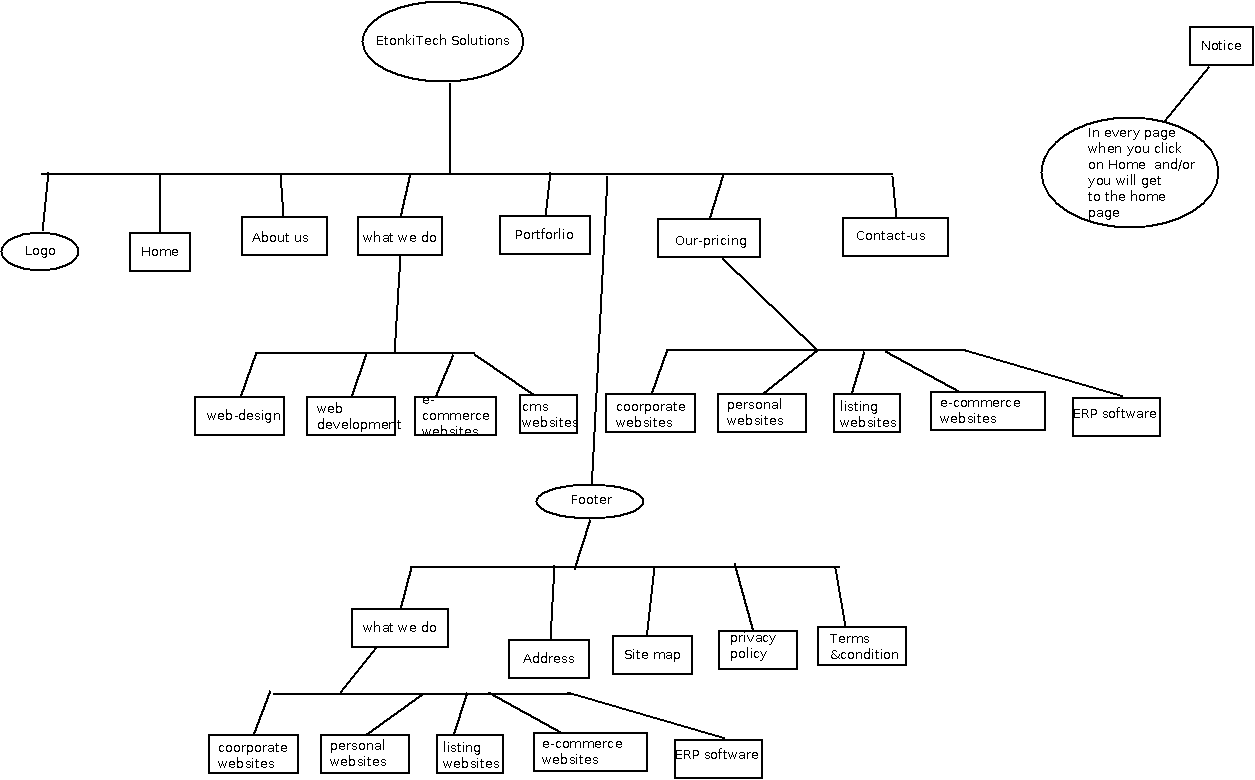 EtonkiTech Solutions
Notice
In every page
when you click
on Home and/or
you will get
to the home
page
Logo
Home
About us
what we do
Portforlio
Our-pricing
Contact-us
web-design
web
development
e-
commerce
websites
cms
websites
coorporate
websites
personal
websites
listing
websites
e-commerce
websites
ERP software
Footer
what we do
Address
Site map
privacy
policy
Terms
&condition
coorporate
websites
personal
websites
listing
websites
e-commerce
websites
ERP software